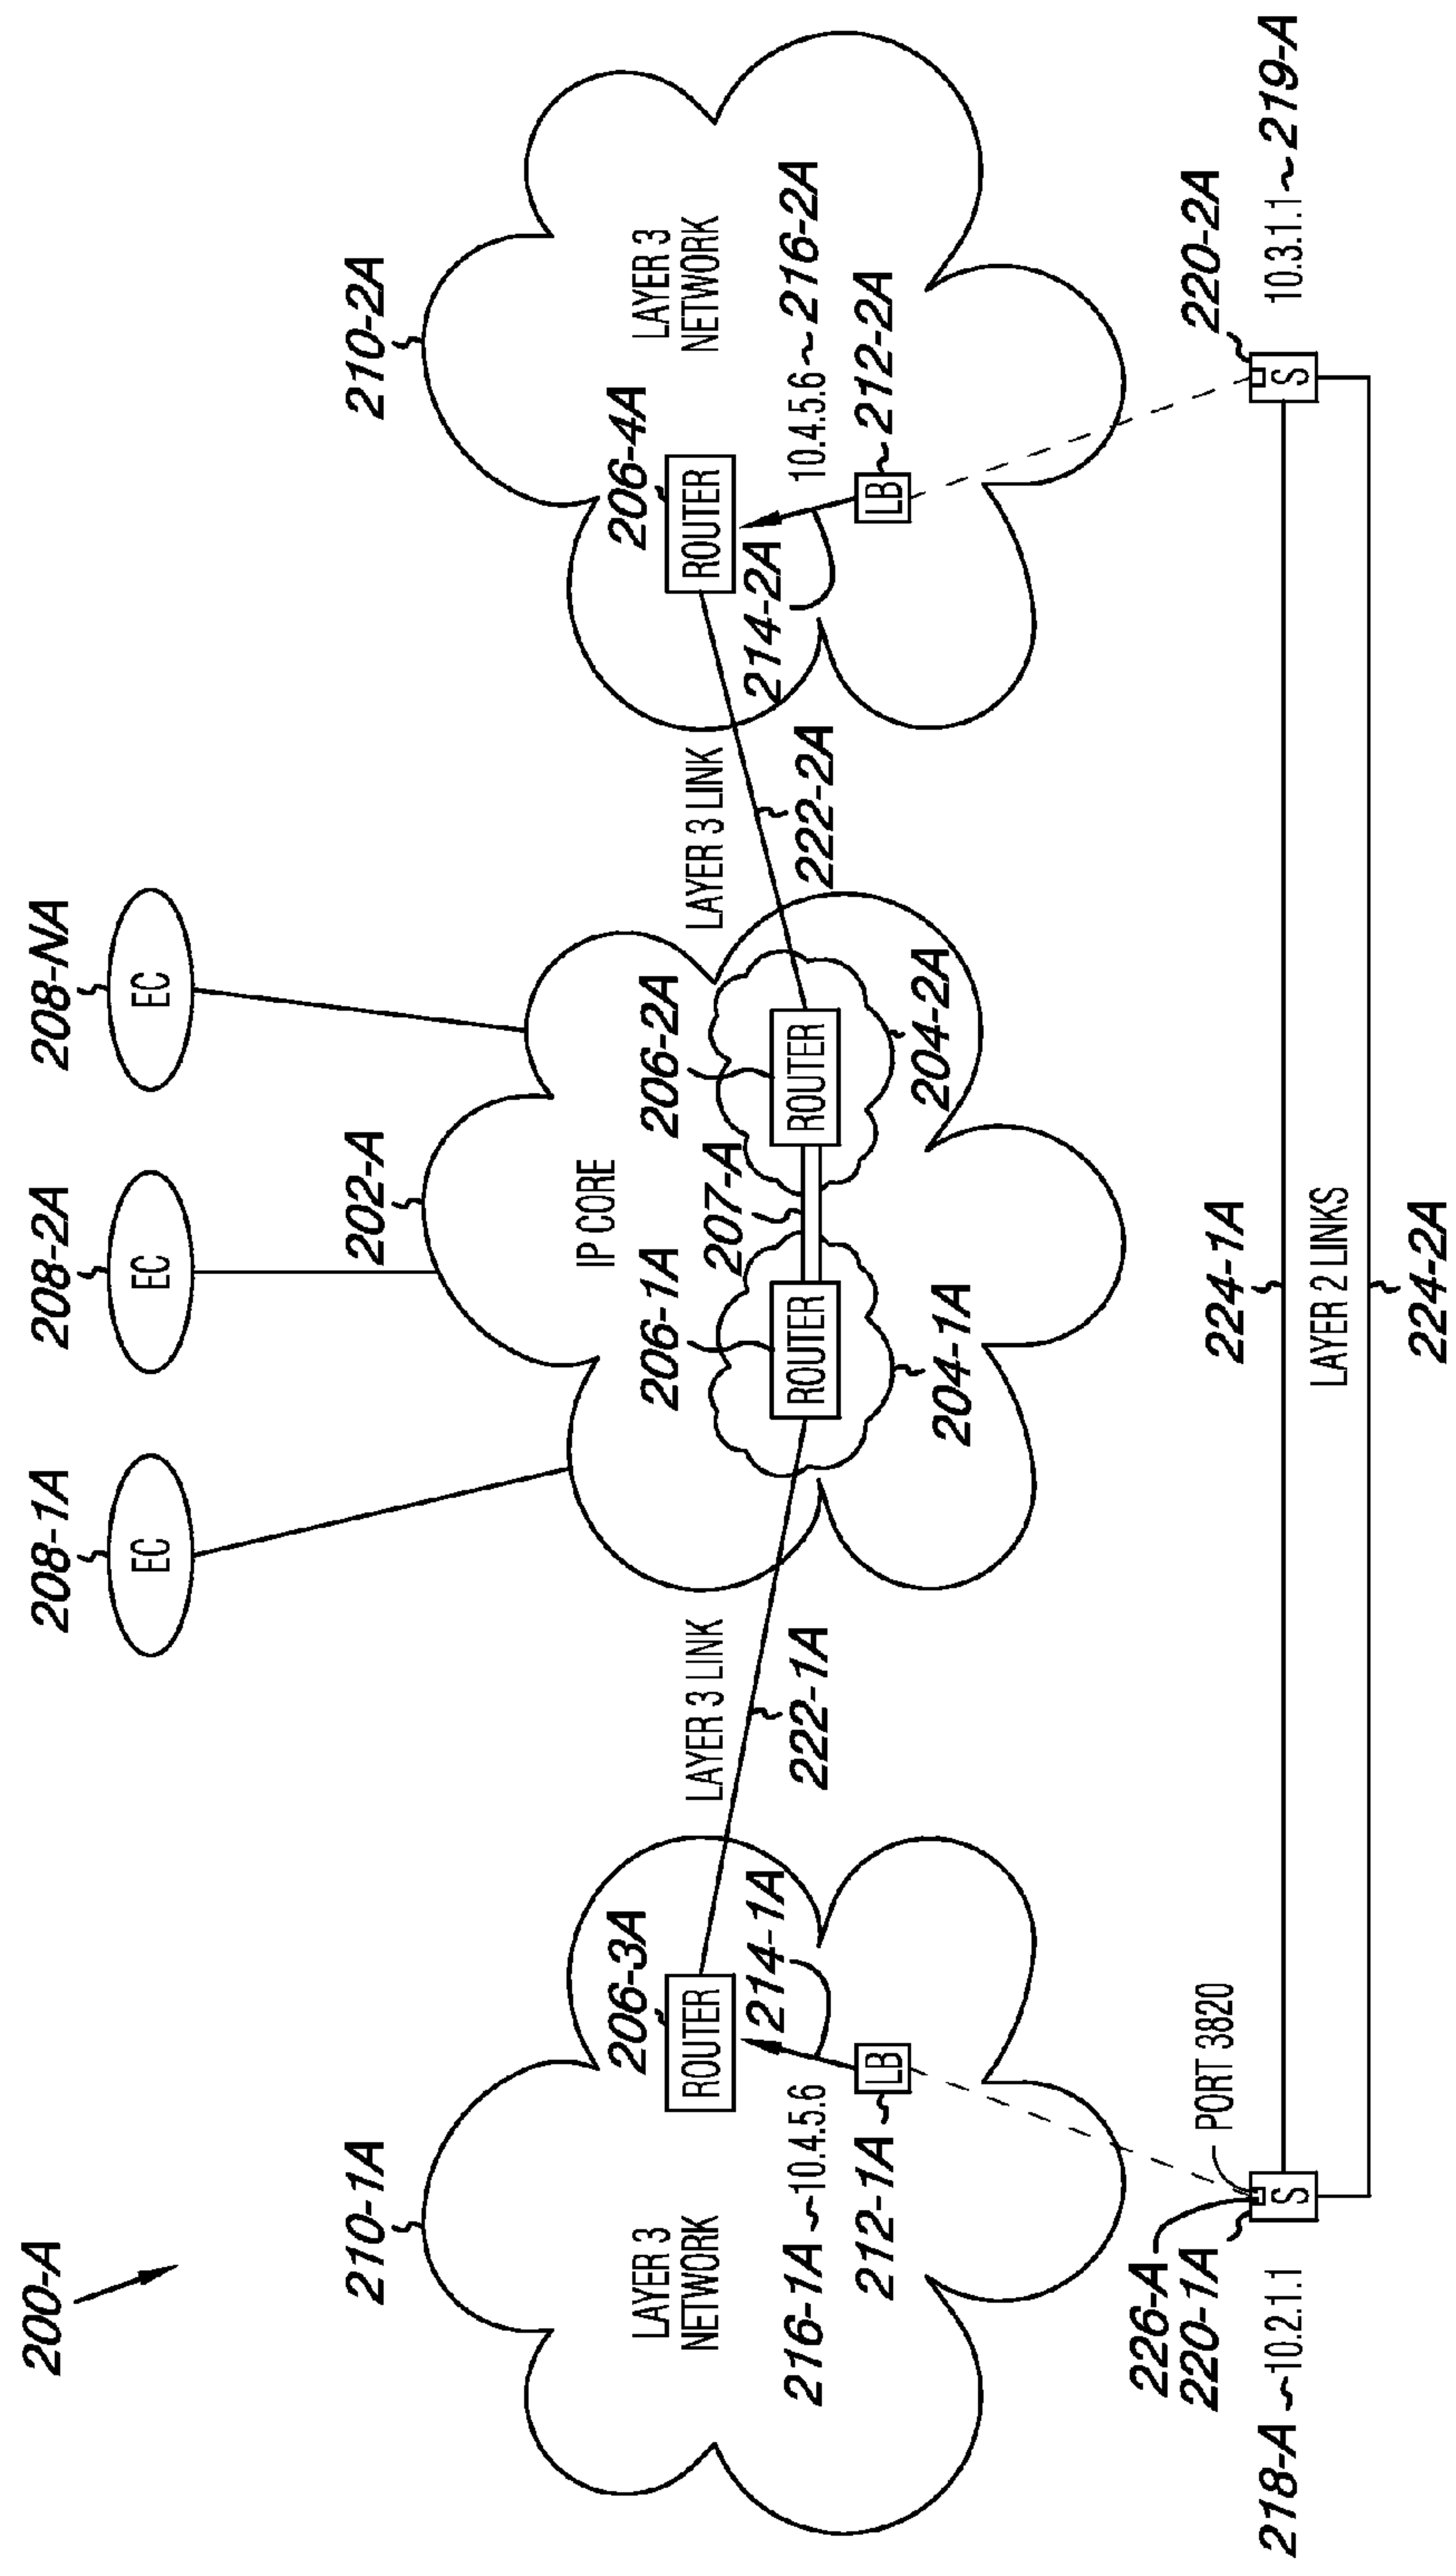 200-A
208-1A
EC
208-2A
EC
208-NA
EC
210-1A
LAYER 3
NETWORK
206-3A
ROUTER
214-1A
216-1A
10.4.5.6
212-1A
LB
LAYER 3 LINK
222-1A
202-A
IP CORE
206-1A
ROUTER
204-1A
207-A
206-2A
ROUTER
204-2A
LAYER 3 LINK
222-2A
210-2A
LAYER 3
NETWORK
206-4A
ROUTER
214-2A
10.4.5.6
216-2A
LB
212-2A
226-A
220-1A
PORT 3820
S
218-A
10.2.1.1
224-1A
LAYER 2 LINKS
224-2A
220-2A
S
10.3.1.1
219-A